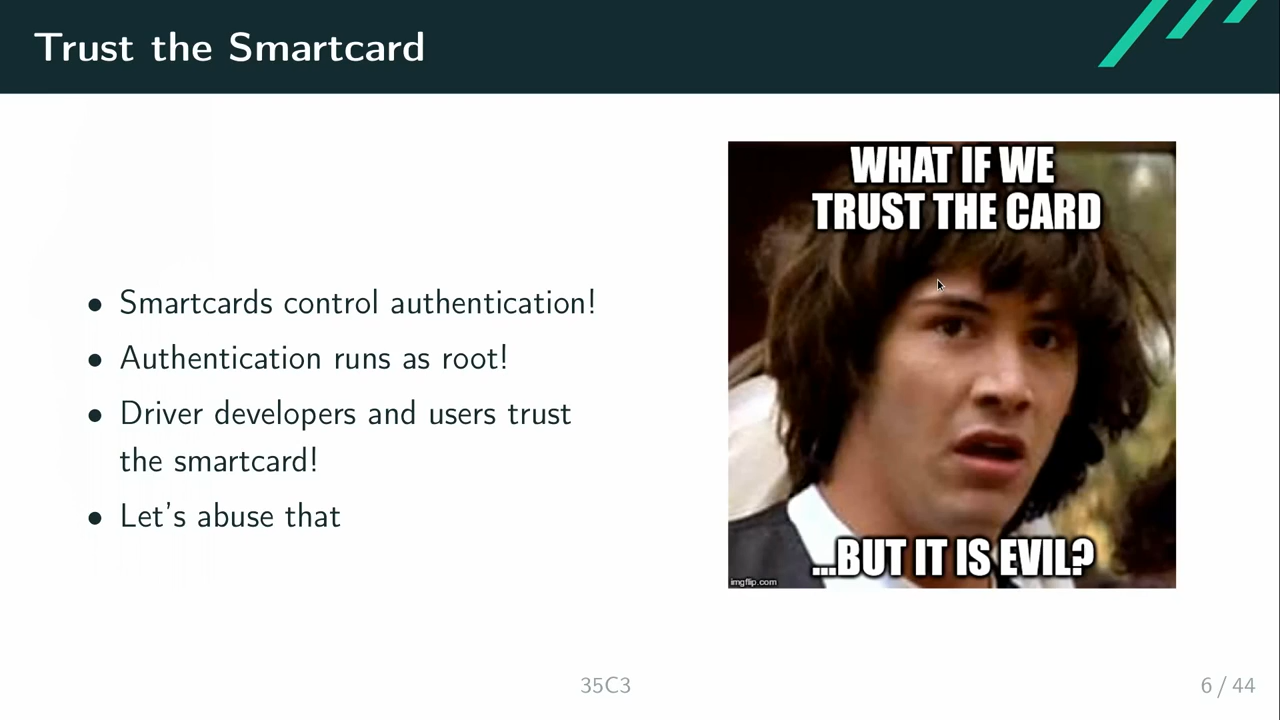 Trust the Smartcard
• Smartcards control authentication!
• Authentication runs as root!
• Driver developers and users trust
the smartcard!
• Let's abuse that
WHAT IF WE
TRUST THE CARD
...BUT IT IS EVIL?
imgflip.com
35C3
6 / 44